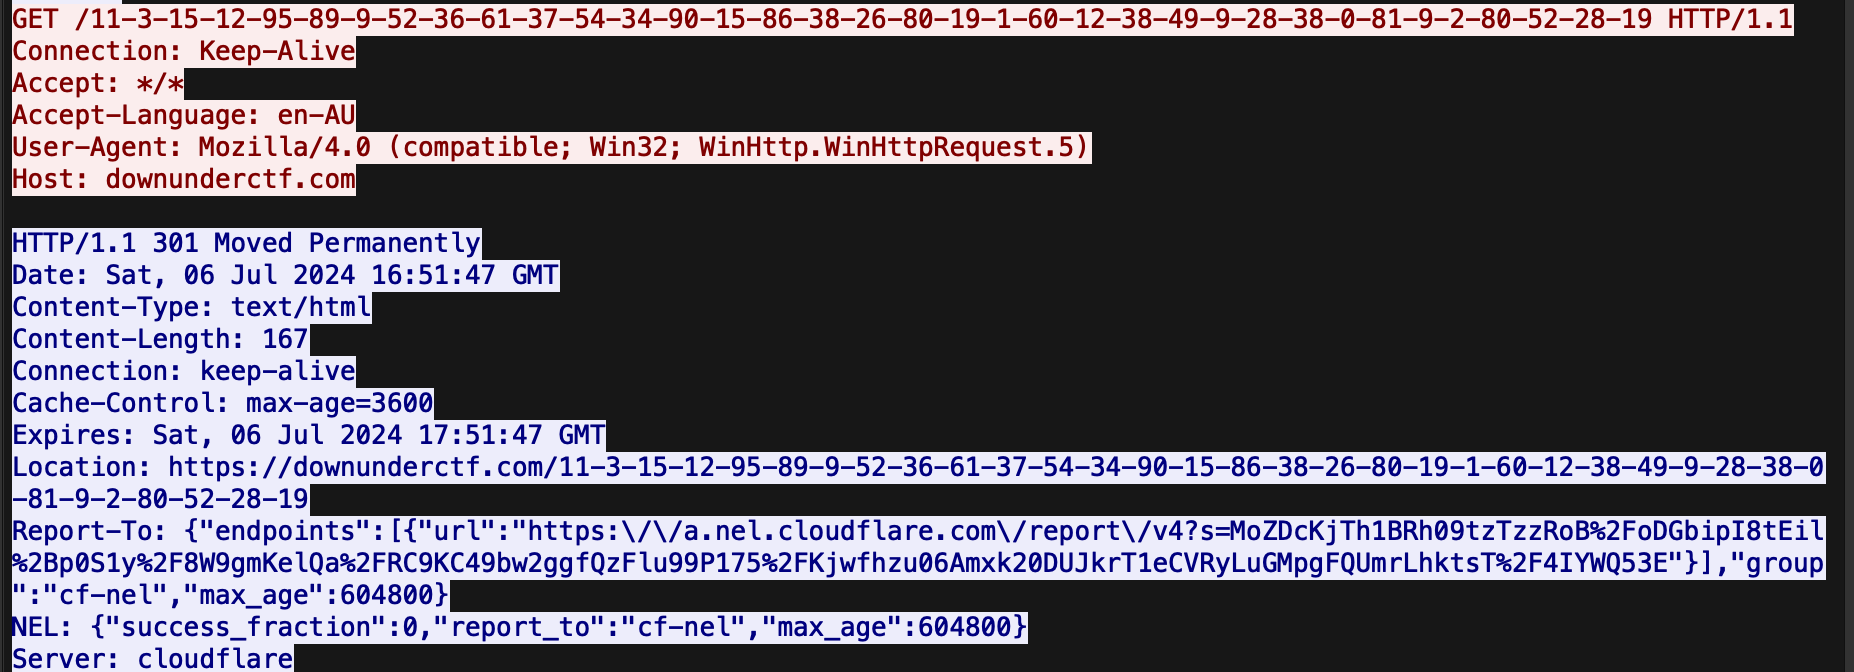 GET /11-3-15-12-95-89-9-52-36-61-37-54-34-90-15-86-38-26-80-19-1-60-12-38-49-9-28-38-0-81-9-2-80-52-28-19 HTTP/1.1
Connection: Keep-Alive
Accept: */*
Accept-Language: en-AU
User-Agent: Mozilla/4.0 (compatible; Win32; WinHttp.WinHttpRequest.5)
Host: downunderctf.com
HTTP/1.1 301 Moved Permanently
Date: Sat, 06 Jul 2024 16:51:47 GMT
Content-Type: text/html
Content-Length: 167
Connection: keep-alive
Cache-Control: max-age=3600
Expires: Sat, 06 Jul 2024 17:51:47 GMT
Location: https://downunderctf.com/11-3-15-12-95-89-9-52-36-61-37-54-34-90-15-86-38-26-80-19-1-60-12-38-49-9-28-38-0
-81-9-2-80-52-28-19
Report-To: {"endpoints":[{"url":"https:\/\/a.nel.cloudflare.com\/report\/v4?s=MoZDcKjTh1BRh09tzTzzRoB%2FoDGbipI8tEil
%2Bp0S1y%2F8W9gmKelQa%2FRC9KC49bw2ggfQzFlu99P175%2FKjwfhzu06Amxk20DUJkrT1eCVRyLuGMpgFQUmrLhktsT%2F4IYWQ53E"}],"group
":"cf-nel","max_age":604800}
NEL: {"success_fraction":0,"report_to":"cf-nel","max_age":604800}
Server: cloudflare